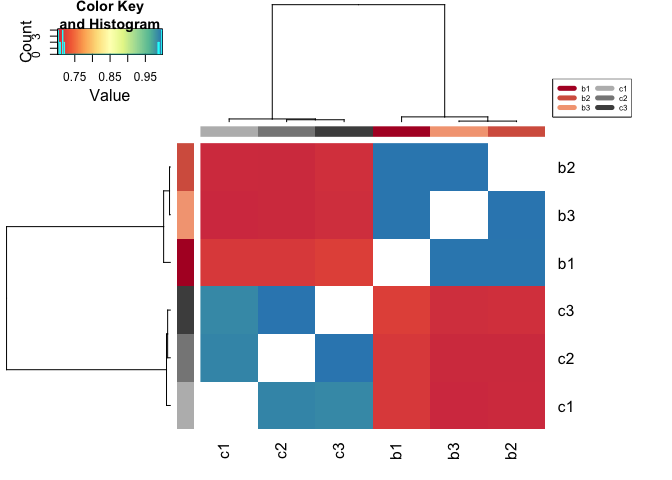 Color Key
and Histogram
Count
0 3
0.75 0.85 0.95
Value
b1 c1
b2 c2
b3 c3
b2
b3
b1
c3
c2
c1
c1 c2 c3 b1 b3 b2